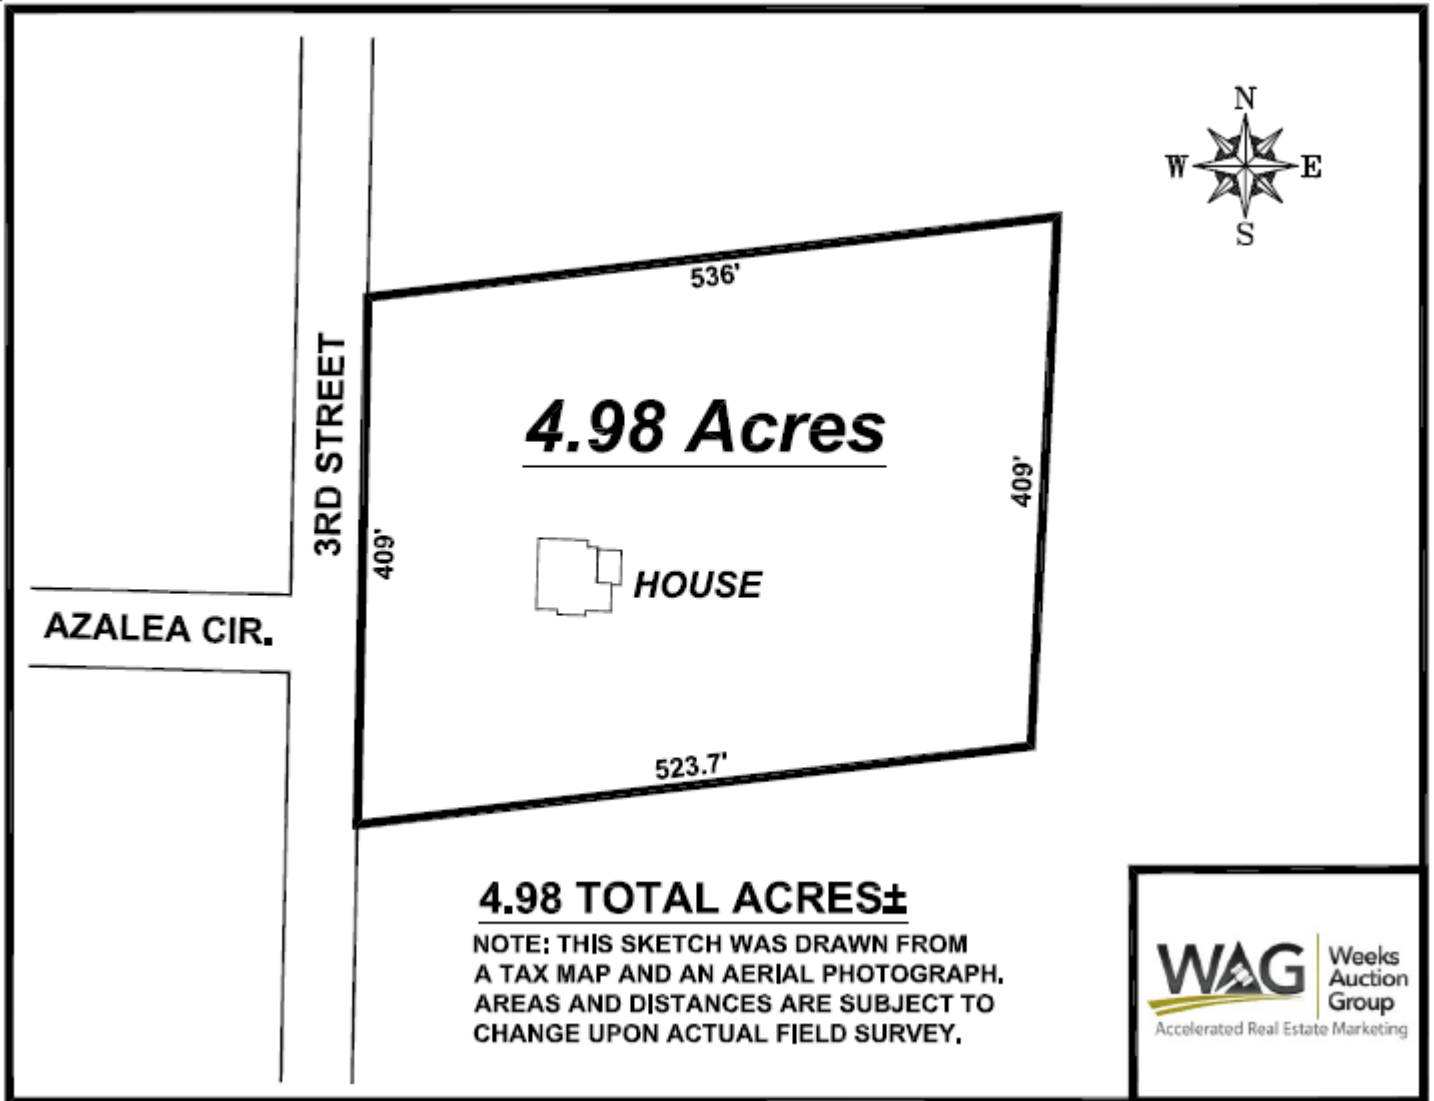 N
W E
S
536'
3RD STREET
4.98 Acres
409'
409'
HOUSE
AZALEA CIR.
523.7'
4.98 TOTAL ACRES±
NOTE: THIS SKETCH WAS DRAWN FROM
A TAX MAP AND AN AERIAL PHOTOGRAPH.
AREAS AND DISTANCES ARE SUBJECT TO
CHANGE UPON ACTUAL FIELD SURVEY.
WAG
Weeks
Auction
Group
Accelerated Real Estate Marketing